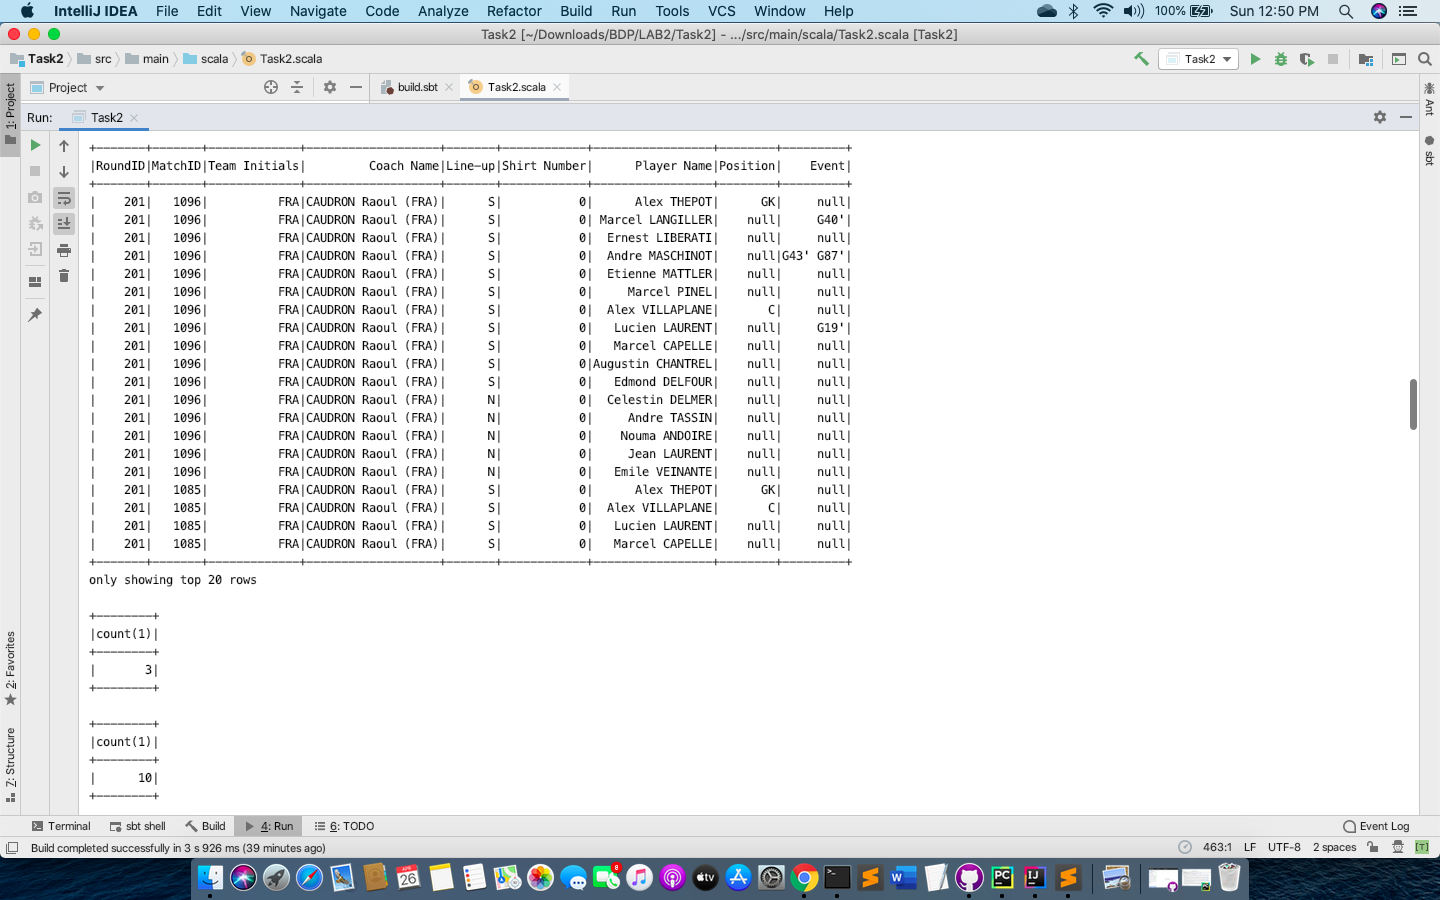 IntelliJ IDEA File Edit View Navigate Code Analyze Refactor Build Run Tools VCS Window Help 100% Sun 12:50 PM
Task2 [~/Downloads/BDP/LAB2/Task2] - .../src/main/scala/Task2.scala [Task2]
Task2 src main scala Task2.scala Task2
1: Project Project build.sbt Task2.scala Ant
Run: Task2 sbt
+-------+-------+-------------+-------------------+-------+------------+-----------------+--------+---------+
|RoundID|MatchID|Team Initials|         Coach Name|Line-up|Shirt Number|      Player Name|Position|    Event|
+-------+-------+-------------+-------------------+-------+------------+-----------------+--------+---------+
|    201|   1096|          FRA|CAUDRON Raoul (FRA)|      S|           0|      Alex THEPOT|      GK|     null|
|    201|   1096|          FRA|CAUDRON Raoul (FRA)|      S|           0| Marcel LANGILLER|    null|     G40'|
|    201|   1096|          FRA|CAUDRON Raoul (FRA)|      S|           0|  Ernest LIBERATI|    null|     null|
|    201|   1096|          FRA|CAUDRON Raoul (FRA)|      S|           0|  Andre MASCHINOT|    null|G43' G87'|
|    201|   1096|          FRA|CAUDRON Raoul (FRA)|      S|           0|  Etienne MATTLER|    null|     null|
|    201|   1096|          FRA|CAUDRON Raoul (FRA)|      S|           0|     Marcel PINEL|    null|     null|
|    201|   1096|          FRA|CAUDRON Raoul (FRA)|      S|           0|  Alex VILLAPLANE|       C|     null|
|    201|   1096|          FRA|CAUDRON Raoul (FRA)|      S|           0|   Lucien LAURENT|    null|     G19'|
|    201|   1096|          FRA|CAUDRON Raoul (FRA)|      S|           0|   Marcel CAPELLE|    null|     null|
|    201|   1096|          FRA|CAUDRON Raoul (FRA)|      S|           0|Augustin CHANTREL|    null|     null|
|    201|   1096|          FRA|CAUDRON Raoul (FRA)|      S|           0|   Edmond DELFOUR|    null|     null|
|    201|   1096|          FRA|CAUDRON Raoul (FRA)|      N|           0|  Celestin DELMER|    null|     null|
|    201|   1096|          FRA|CAUDRON Raoul (FRA)|      N|           0|     Andre TASSIN|    null|     null|
|    201|   1096|          FRA|CAUDRON Raoul (FRA)|      N|           0|    Nouma ANDOIRE|    null|     null|
|    201|   1096|          FRA|CAUDRON Raoul (FRA)|      N|           0|     Jean LAURENT|    null|     null|
|    201|   1096|          FRA|CAUDRON Raoul (FRA)|      N|           0|   Emile VEINANTE|    null|     null|
|    201|   1085|          FRA|CAUDRON Raoul (FRA)|      S|           0|      Alex THEPOT|      GK|     null|
|    201|   1085|          FRA|CAUDRON Raoul (FRA)|      S|           0|  Alex VILLAPLANE|       C|     null|
|    201|   1085|          FRA|CAUDRON Raoul (FRA)|      S|           0|   Lucien LAURENT|    null|     null|
|    201|   1085|          FRA|CAUDRON Raoul (FRA)|      S|           0|   Marcel CAPELLE|    null|     null|
+-------+-------+-------------+-------------------+-------+------------+-----------------+--------+---------+
only showing top 20 rows
+--------+
|count(1)|
+--------+
|       3|
+--------+
+--------+
|count(1)|
+--------+
|      10|
+--------+
2: Favorites
Z: Structure
Terminal sbt shell Build 4: Run 6: TODO Event Log
Build completed successfully in 3 s 926 ms (39 minutes ago) 463:1 LF UTF-8 2 spaces [T]
APR 26 8 tv W PC IJ